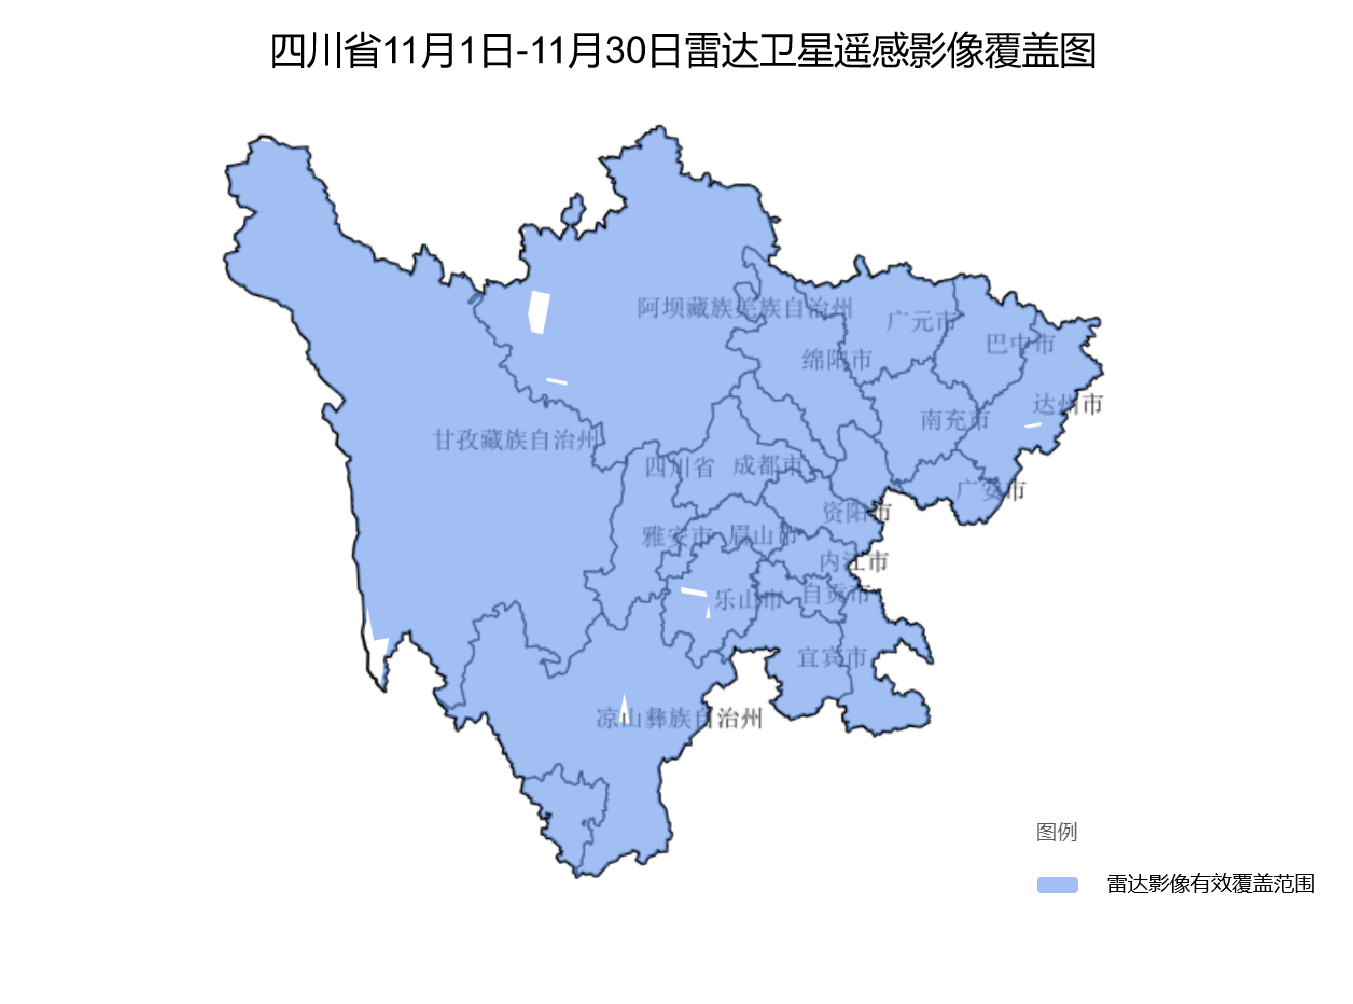 四川省11月1日-11月30日雷达卫星遥感影像覆盖图
阿坝藏族羌族自治州
广元市
巴中市
绵阳市
达州市
南充市
甘孜藏族自治州
四川省
成都市
广安市
资阳市
雅安市
眉山市
内江市
自贡市
乐山市
宜宾市
凉山彝族自治州
图例
雷达影像有效覆盖范围